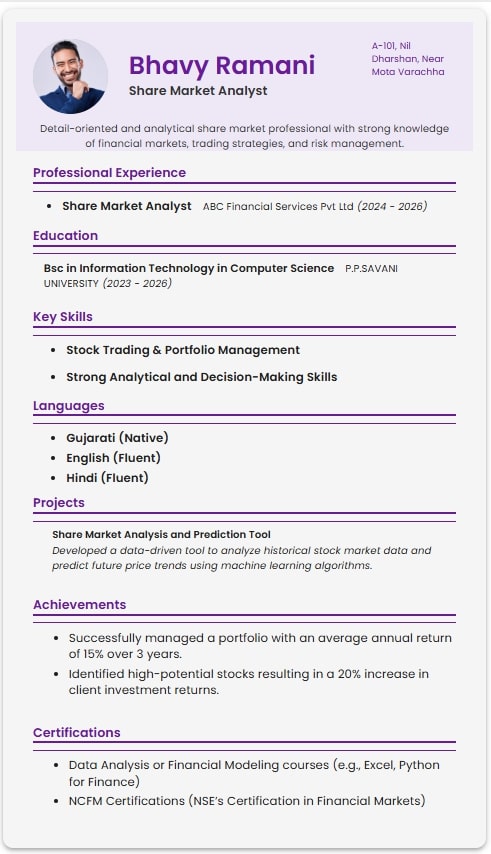 Bhavy Ramani
Share Market Analyst
A-101, Nil
Dharshan, Near
Mota Varachha
Detail-oriented and analytical share market professional with strong knowledge
of financial markets, trading strategies, and risk management.
Professional Experience
• Share Market Analyst ABC Financial Services Pvt Ltd (2024 - 2026)
Education
Bsc in Information Technology in Computer Science P.P.SAVANI
UNIVERSITY (2023 - 2026)
Key Skills
• Stock Trading & Portfolio Management
• Strong Analytical and Decision-Making Skills
Languages
• Gujarati (Native)
• English (Fluent)
• Hindi (Fluent)
Projects
Share Market Analysis and Prediction Tool
Developed a data-driven tool to analyze historical stock market data and
predict future price trends using machine learning algorithms.
Achievements
• Successfully managed a portfolio with an average annual return
of 15% over 3 years.
• Identified high-potential stocks resulting in a 20% increase in
client investment returns.
Certifications
• Data Analysis or Financial Modeling courses (e.g., Excel, Python
for Finance)
• NCFM Certifications (NSE's Certification in Financial Markets)